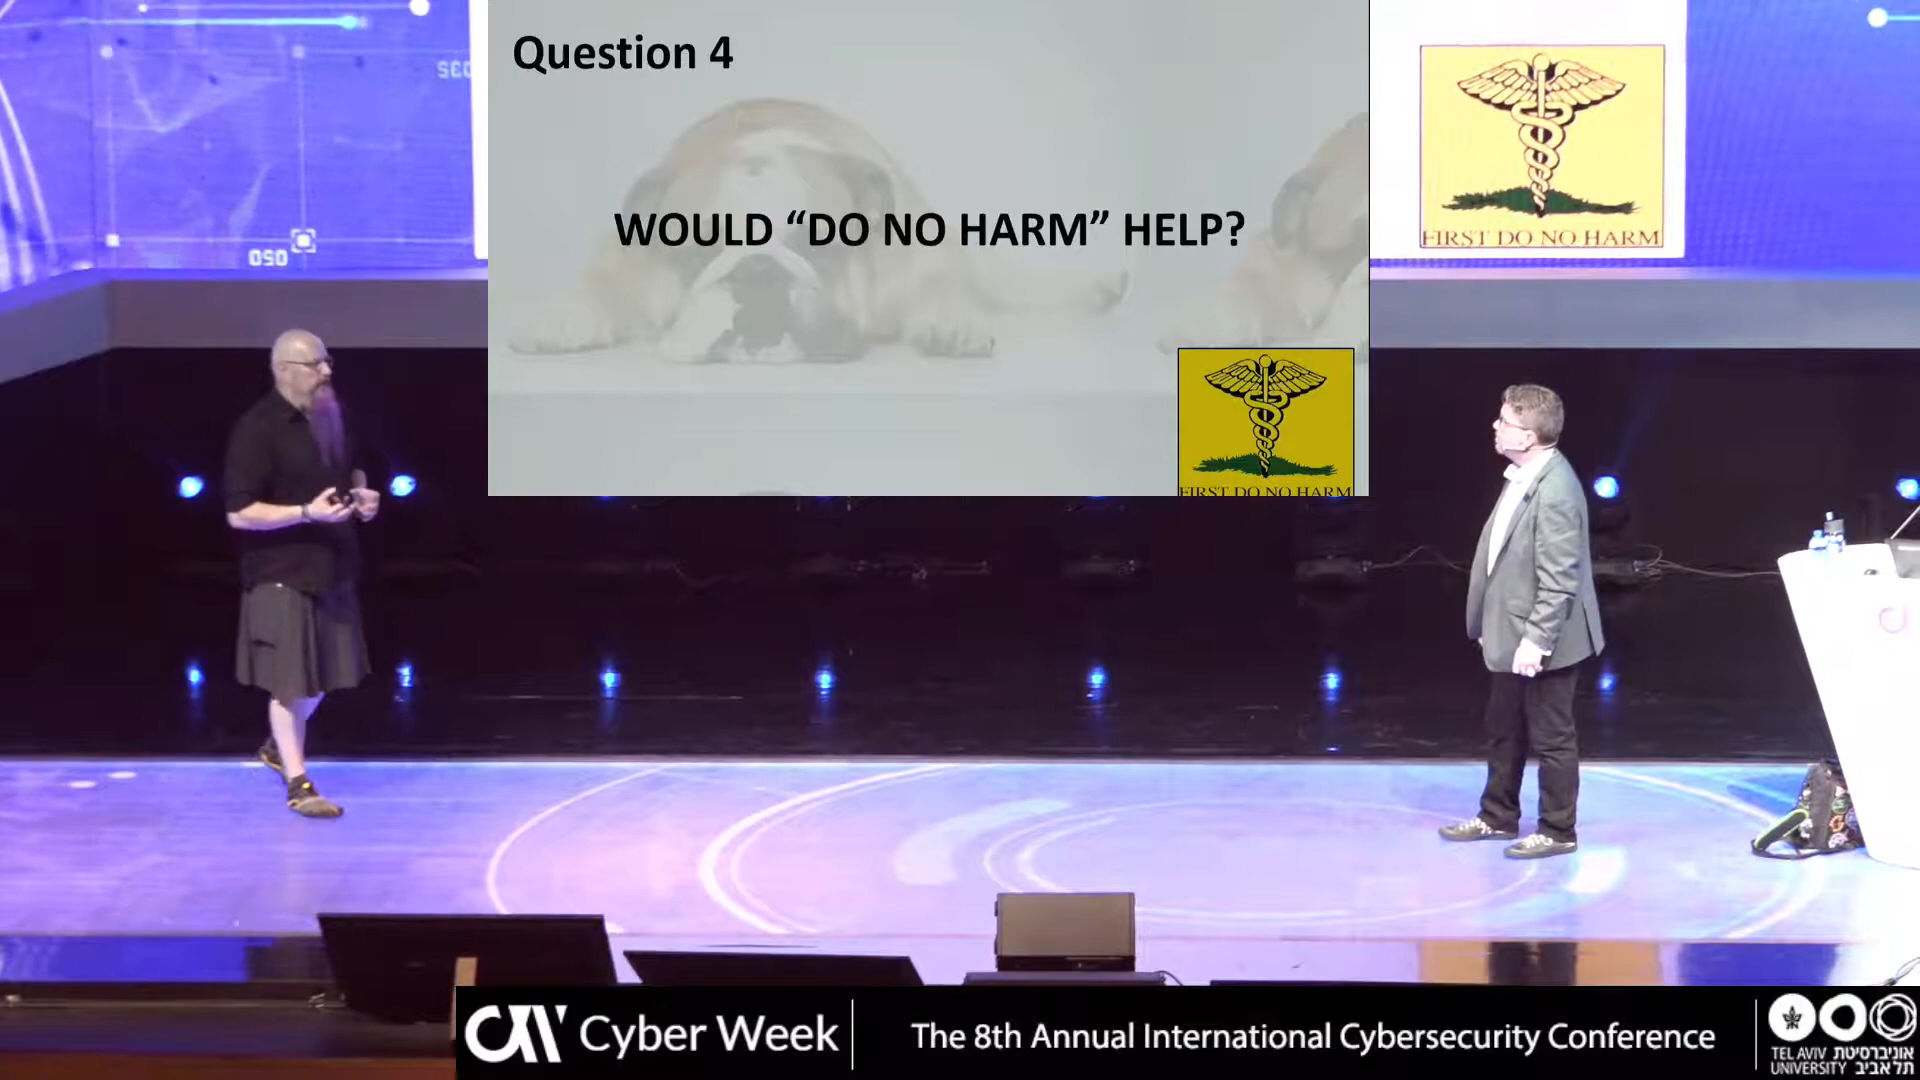 Question 4
WOULD “DO NO HARM” HELP?
FIRST DO NO HARM
FIRST DO NO HARM
050
Cyber Week
The 8th Annual International Cybersecurity Conference
TEL AVIV
UNIVERSITY
אוניברסיטת
תל אביב